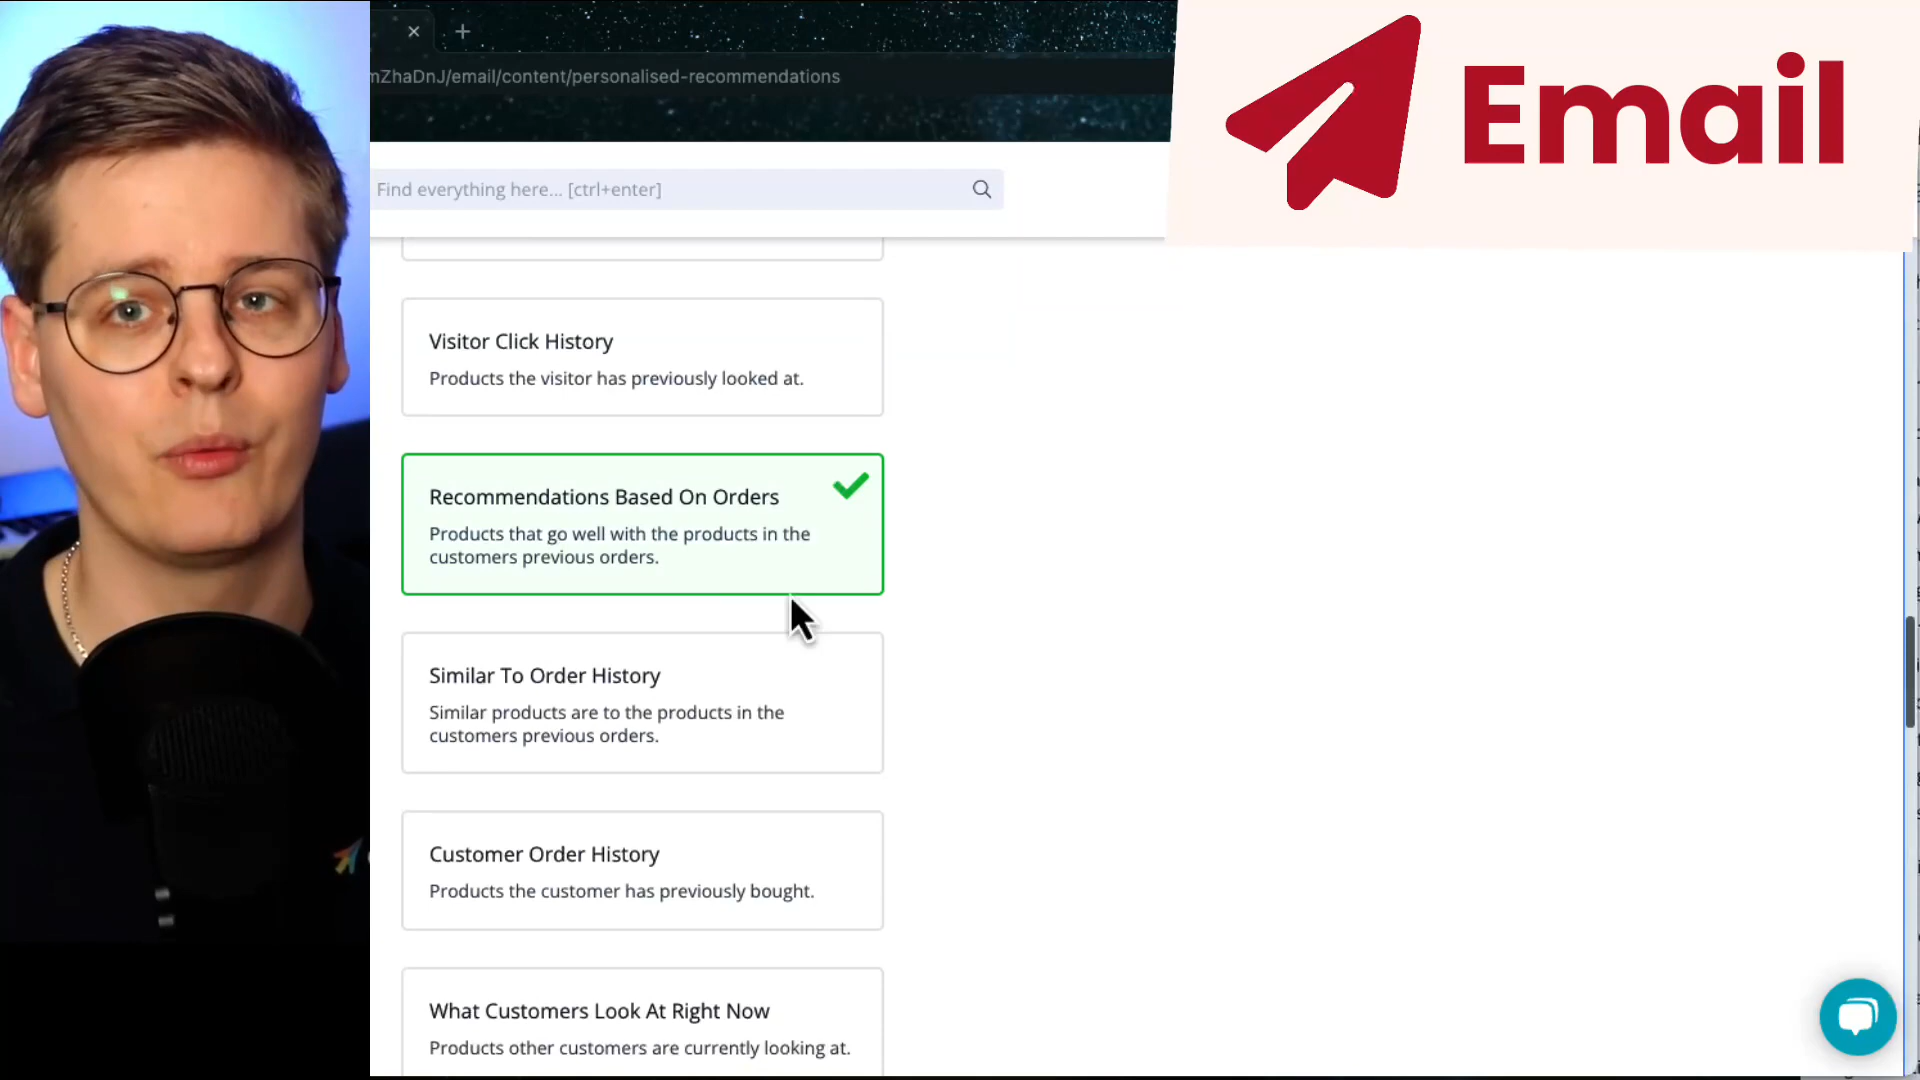 mZhaDnJ/email/content/personalised-recommendations
Email
Find everything here... [ctrl+enter]
Visitor Click History
Products the visitor has previously looked at.
Recommendations Based On Orders
Products that go well with the products in the
customers previous orders.
Similar To Order History
Similar products are to the products in the
customers previous orders.
Customer Order History
Products the customer has previously bought.
What Customers Look At Right Now
Products other customers are currently looking at.